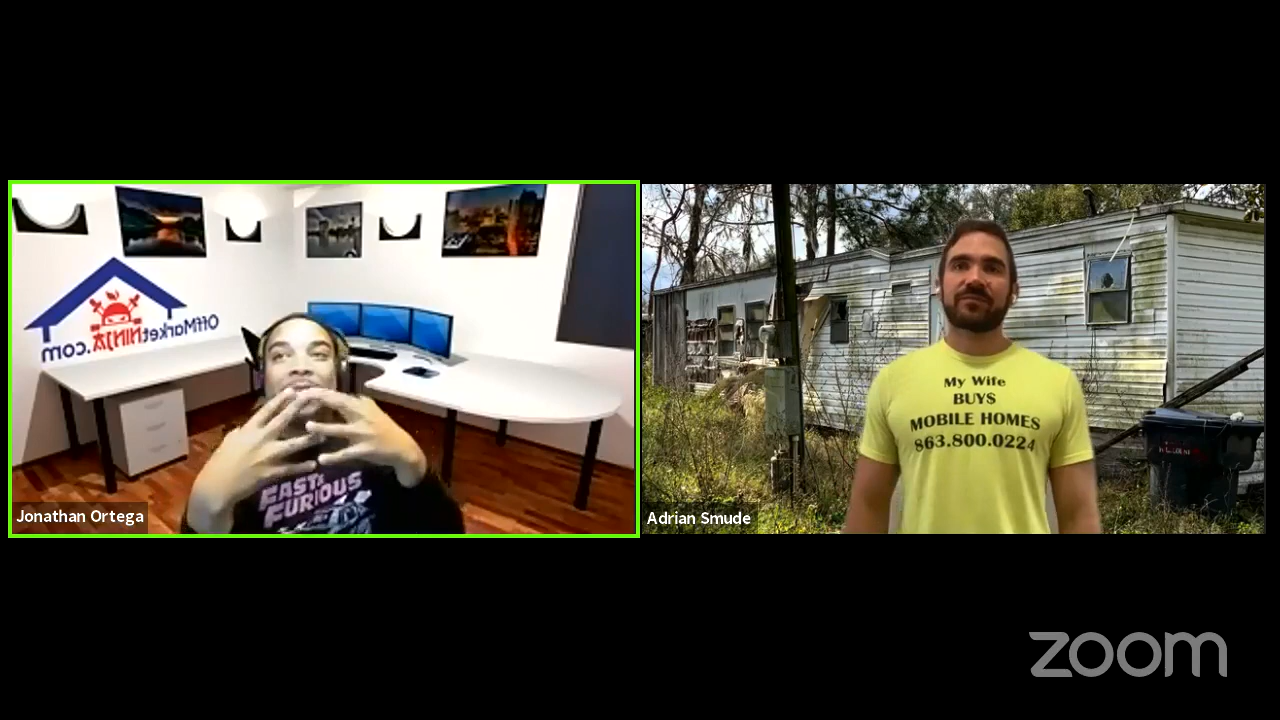 OffMarketNINJA
.com
FAST&
FURIOUS
Jonathan Ortega
My Wife
BUYS
MOBILE HOMES
863.800.0224
Adrian Smude
zoom